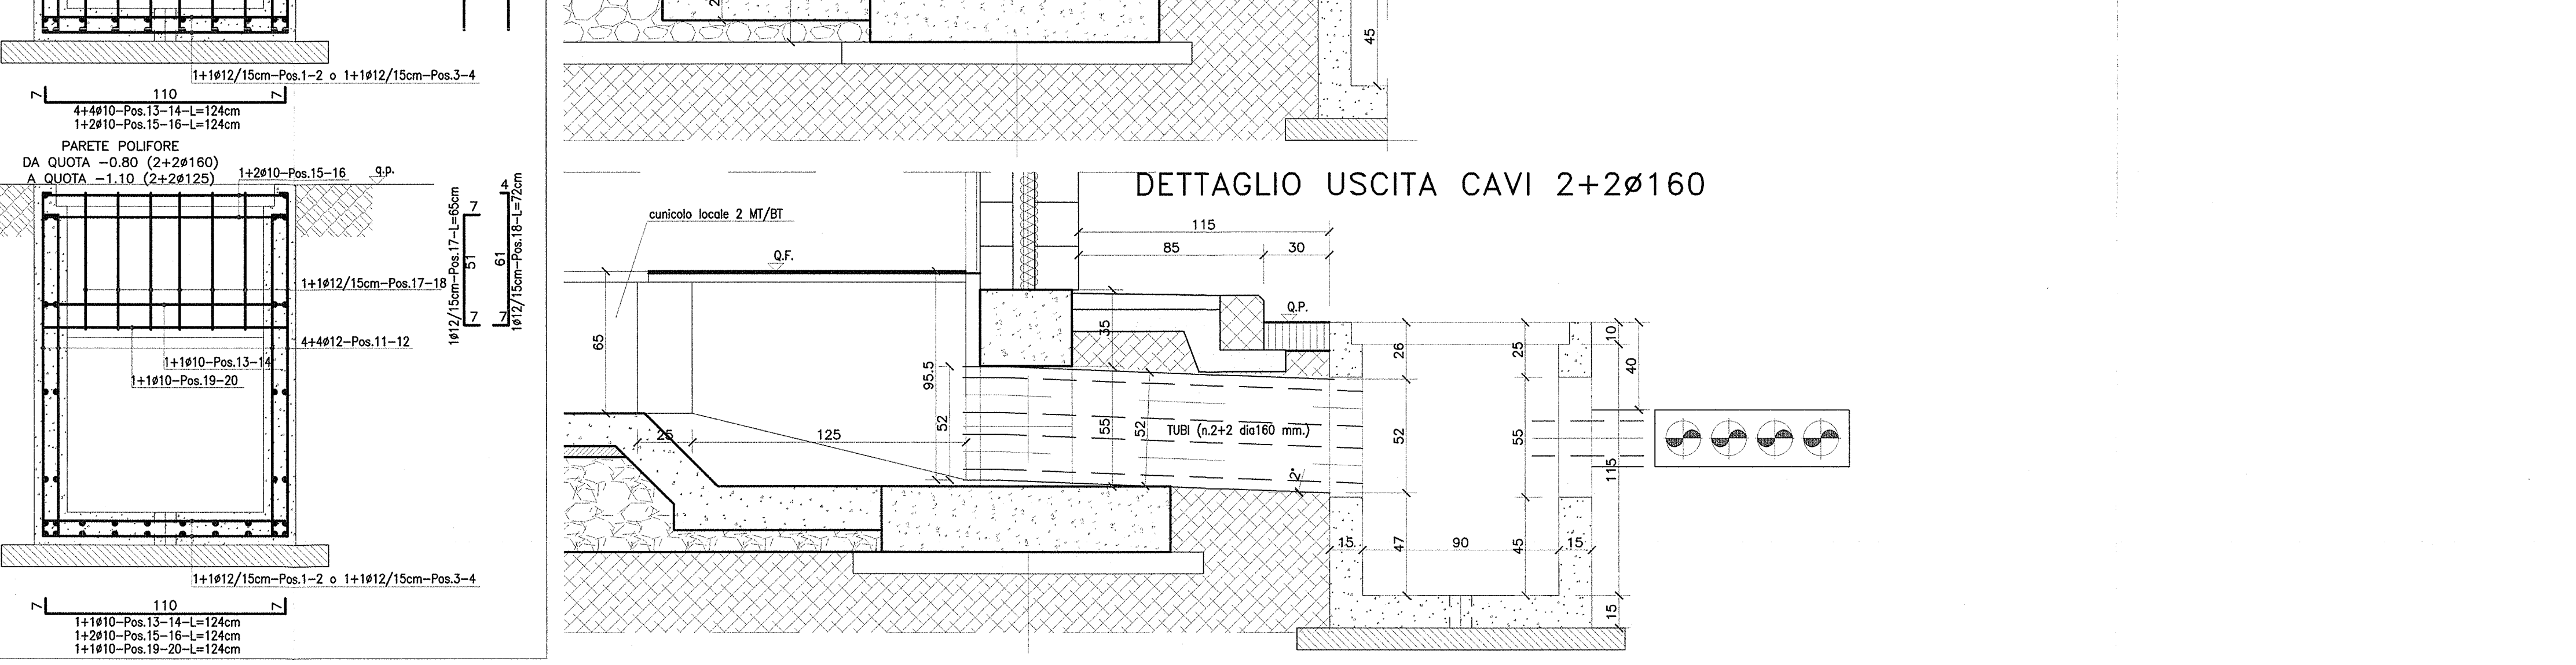 1+1ø12/15cm-Pos.1-2 o 1+1ø12/15cm-Pos.3-4
7 110 7
4+4ø10-Pos.13-14-L=124cm
1+2ø10-Pos.15-16-L=124cm
PARETE POLIFORE
DA QUOTA -0.80 (2+2ø160)
A QUOTA -1.10 (2+2ø125)
1+2ø10-Pos.15-16
q.p.
1+1ø12/15cm-Pos.17-18
4+4ø12-Pos.11-12
1+1ø10-Pos.13-14
1+1ø10-Pos.19-20
1ø12/15cm-Pos.17-L=65cm
7
51
7
1ø12/15cm-Pos.18-L=72cm
4
61
7
1+1ø12/15cm-Pos.1-2 o 1+1ø12/15cm-Pos.3-4
7 110 7
1+1ø10-Pos.13-14-L=124cm
1+2ø10-Pos.15-16-L=124cm
1+1ø10-Pos.19-20-L=124cm
45
DETTAGLIO USCITA CAVI 2+2ø160
cunicolo locale 2 MT/BT
Q.F.
115
85 30
Q.P.
65
95.5
52
25 125
35
55
52
TUBI (n.2+2 dia160 mm.)
2°
26
52
47
25
55
45
10
40
115
15
15 90 15